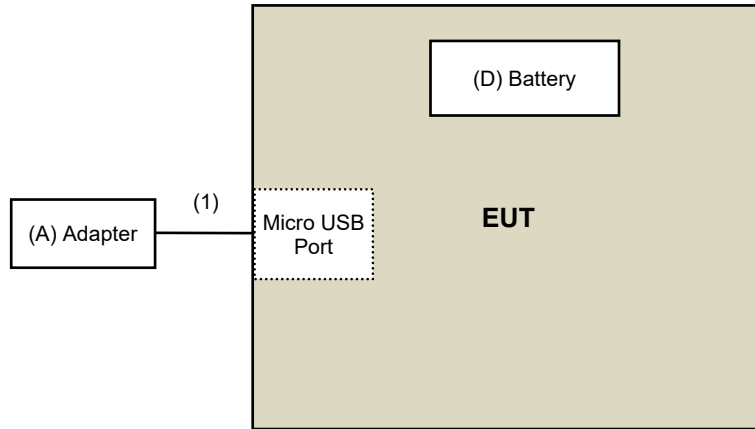 (D) Battery
(1)
(A) Adapter
Micro USB
Port
EUT